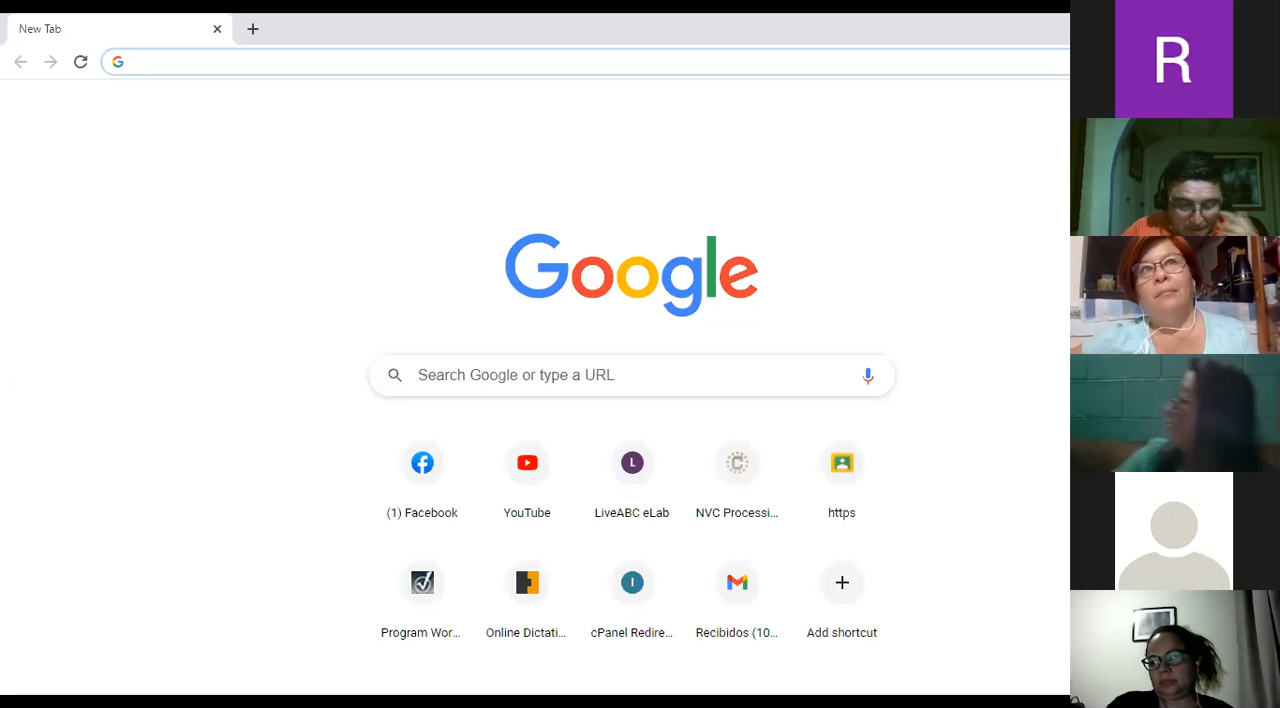 New Tab
R
Google
Search Google or type a URL
(1) Facebook
YouTube
LiveABC eLab
NVC Processi...
https
Program Wor...
Online Dictati...
cPanel Redire...
Recibidos (10...
Add shortcut
L
C
I